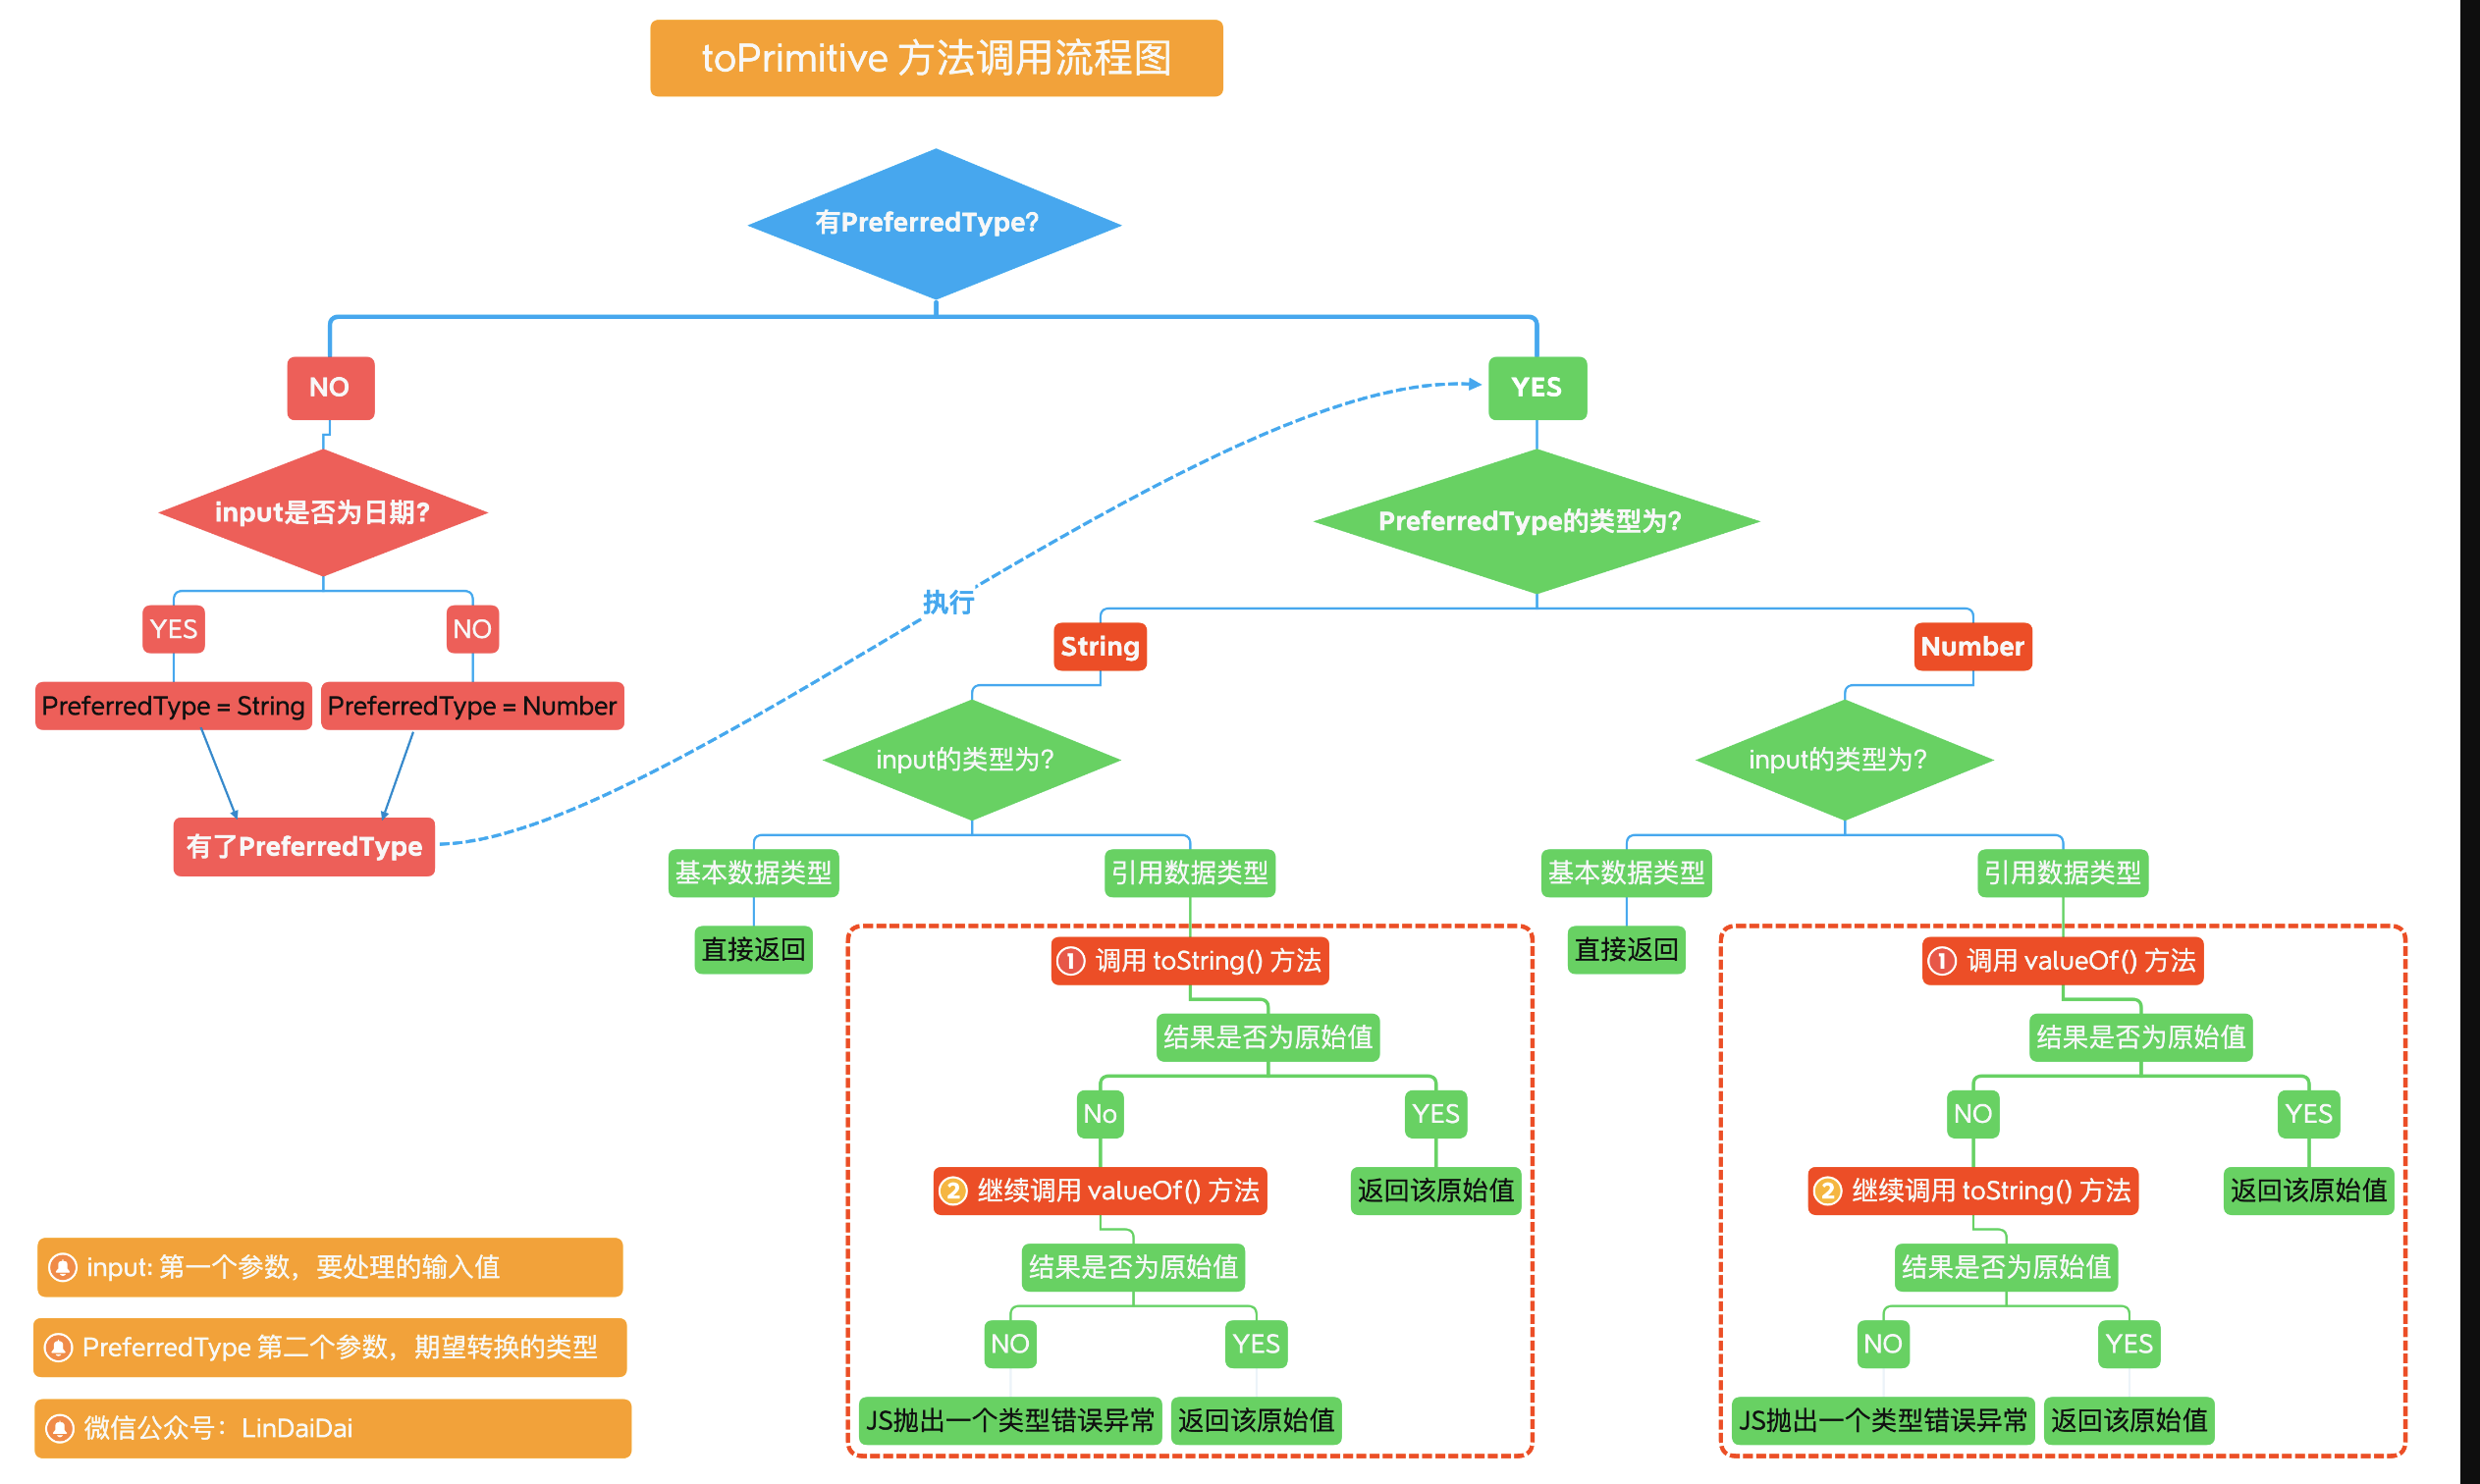 toPrimitive 方法调用流程图
有PreferredType?
NO
YES
input是否为日期?
PreferredType的类型为?
YES
NO
执行
String
Number
PreferredType = String
PreferredType = Number
input的类型为?
input的类型为?
有了PreferredType
基本数据类型
引用数据类型
基本数据类型
引用数据类型
直接返回
① 调用 toString() 方法
直接返回
① 调用 valueOf() 方法
结果是否为原始值
结果是否为原始值
No
YES
NO
YES
② 继续调用 valueOf() 方法
返回该原始值
② 继续调用 toString() 方法
返回该原始值
结果是否为原始值
结果是否为原始值
NO
YES
NO
YES
JS抛出一个类型错误异常
返回该原始值
JS抛出一个类型错误异常
返回该原始值
input: 第一个参数，要处理的输入值
PreferredType 第二个参数，期望转换的类型
微信公众号：LinDaiDai